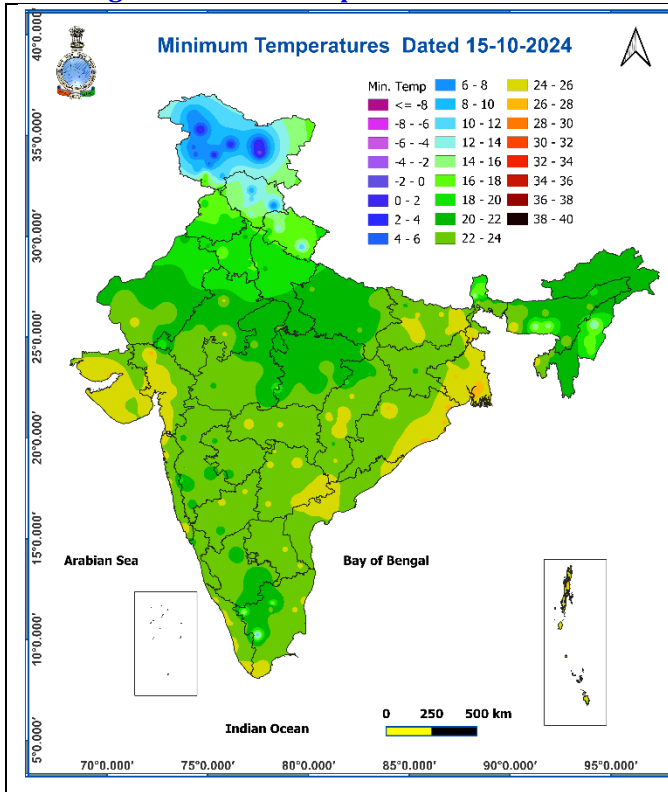 Minimum Temperatures Dated 15-10-2024
Min. Temp
<= -8
-8 - -6
-6 - -4
-4 - -2
-2 - 0
0 - 2
2 - 4
4 - 6
6 - 8
8 - 10
10 - 12
12 - 14
14 - 16
16 - 18
18 - 20
20 - 22
22 - 24
24 - 26
26 - 28
28 - 30
30 - 32
32 - 34
34 - 36
36 - 38
38 - 40
40°0.000'
35°0.000'
30°0.000'
25°0.000'
20°0.000'
15°0.000'
10°0.000'
5°0.000'
Arabian Sea
Bay of Bengal
Indian Ocean
0 250 500 km
70°0.000' 75°0.000' 80°0.000' 85°0.000' 90°0.000' 95°0.000'